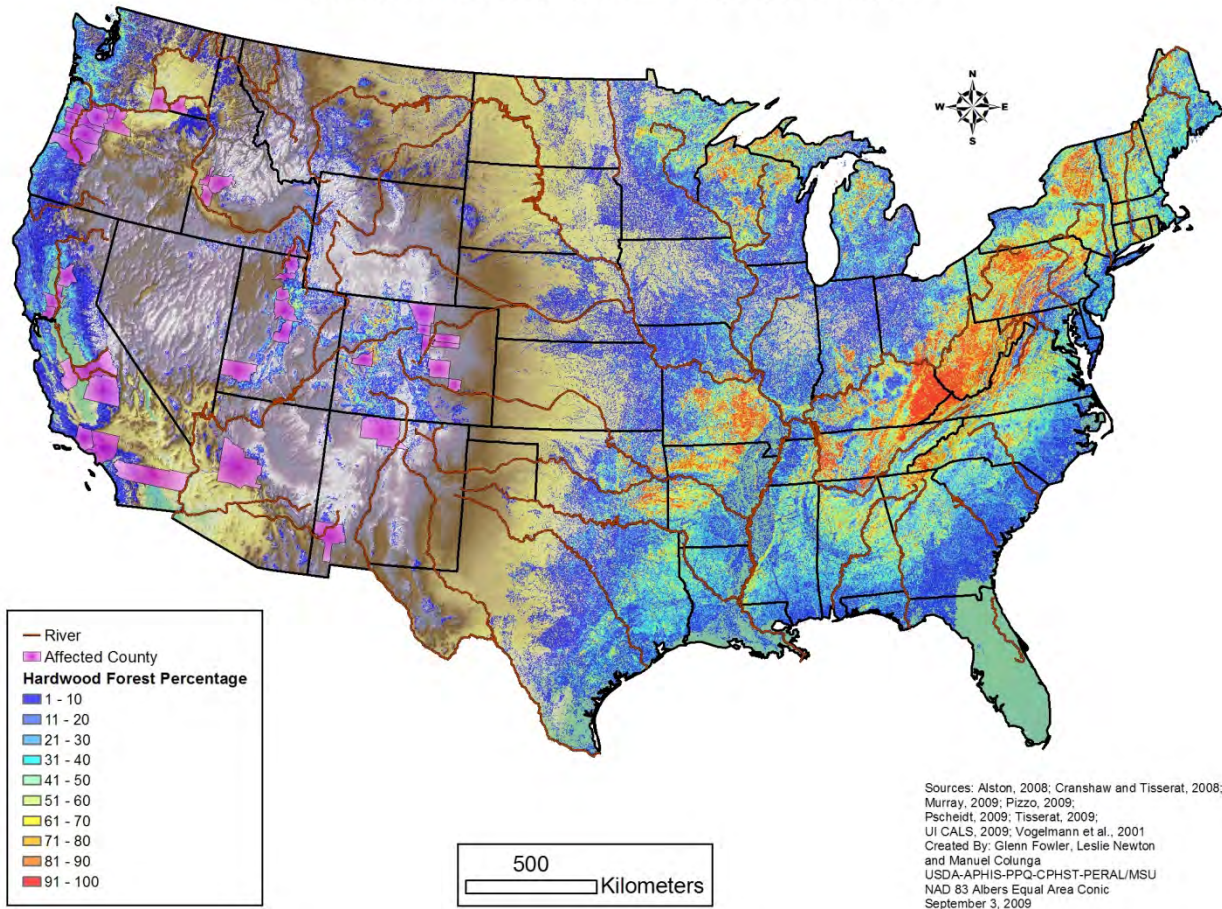 N
W E
S
River
Affected County
Hardwood Forest Percentage
1 - 10
11 - 20
21 - 30
31 - 40
41 - 50
51 - 60
61 - 70
71 - 80
81 - 90
91 - 100
500
Kilometers
Sources: Alston, 2008; Cranshaw and Tisserat, 2008;
Murray, 2009; Pizzo, 2009;
Pscheidt, 2009; Tisserat, 2009;
UI CALS, 2009; Vogelmann et al., 2001
Created By: Glenn Fowler, Leslie Newton
and Manuel Colunga
USDA-APHIS-PPQ-CPHST-PERAL/MSU
NAD 83 Albers Equal Area Conic
September 3, 2009